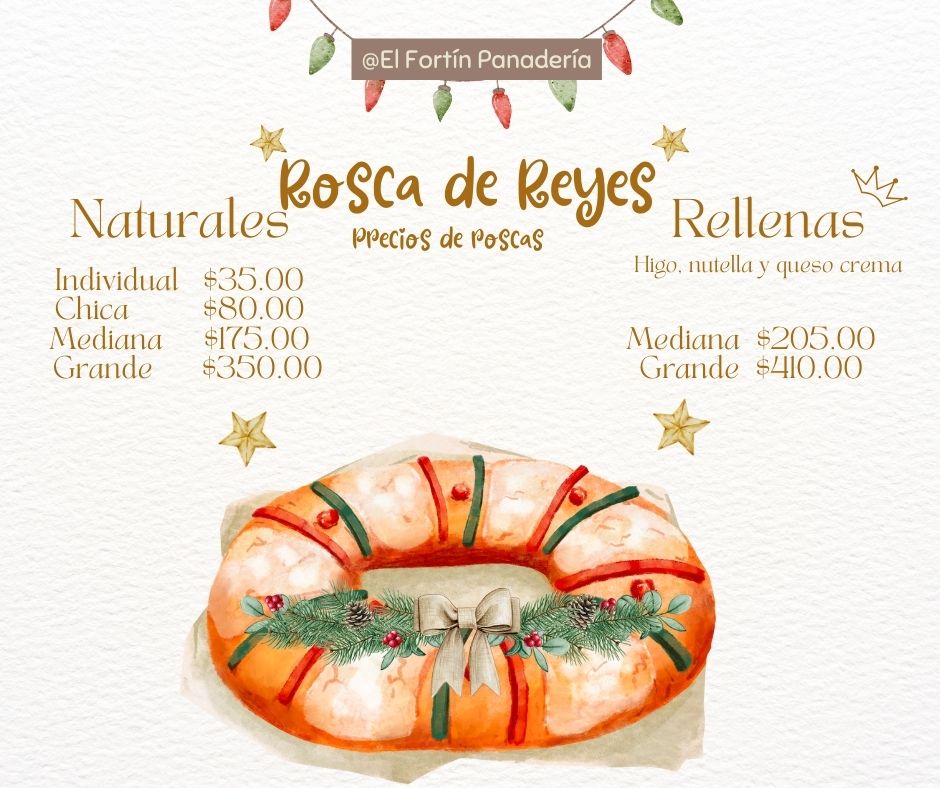 @El Fortín Panadería
Rosca de Reyes
Precios de roscas
Naturales
Individual $35.00
Chica $80.00
Mediana $175.00
Grande $350.00
Rellenas
Higo, nutella y queso crema
Mediana $205.00
Grande $410.00